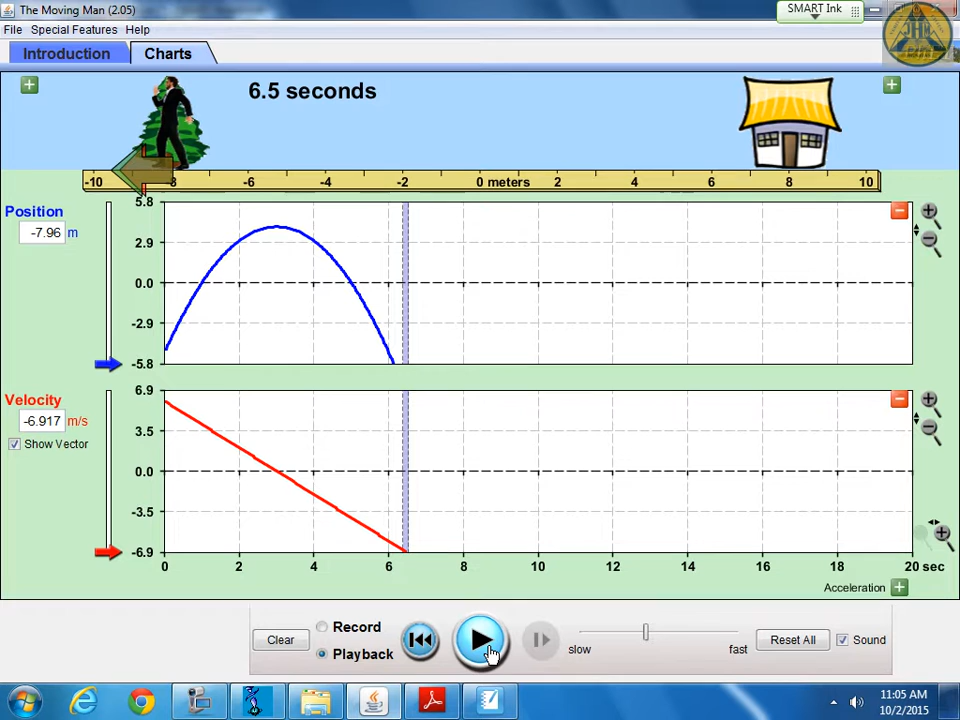 The Moving Man (2.05)
SMART Ink
File Special Features Help
Introduction Charts
JHM
6.5 seconds
-10 -8 -6 -4 -2 0 meters 2 4 6 8 10
Position
-7.96 m
5.8
2.9
0.0
-2.9
-5.8
Velocity
-6.917 m/s
Show Vector
6.9
3.5
0.0
-3.5
-6.9
0 2 4 6 8 10 12 14 16 18 20 sec
Acceleration
Clear
Record
Playback
slow
fast
Reset All
Sound
11:05 AM
10/2/2015